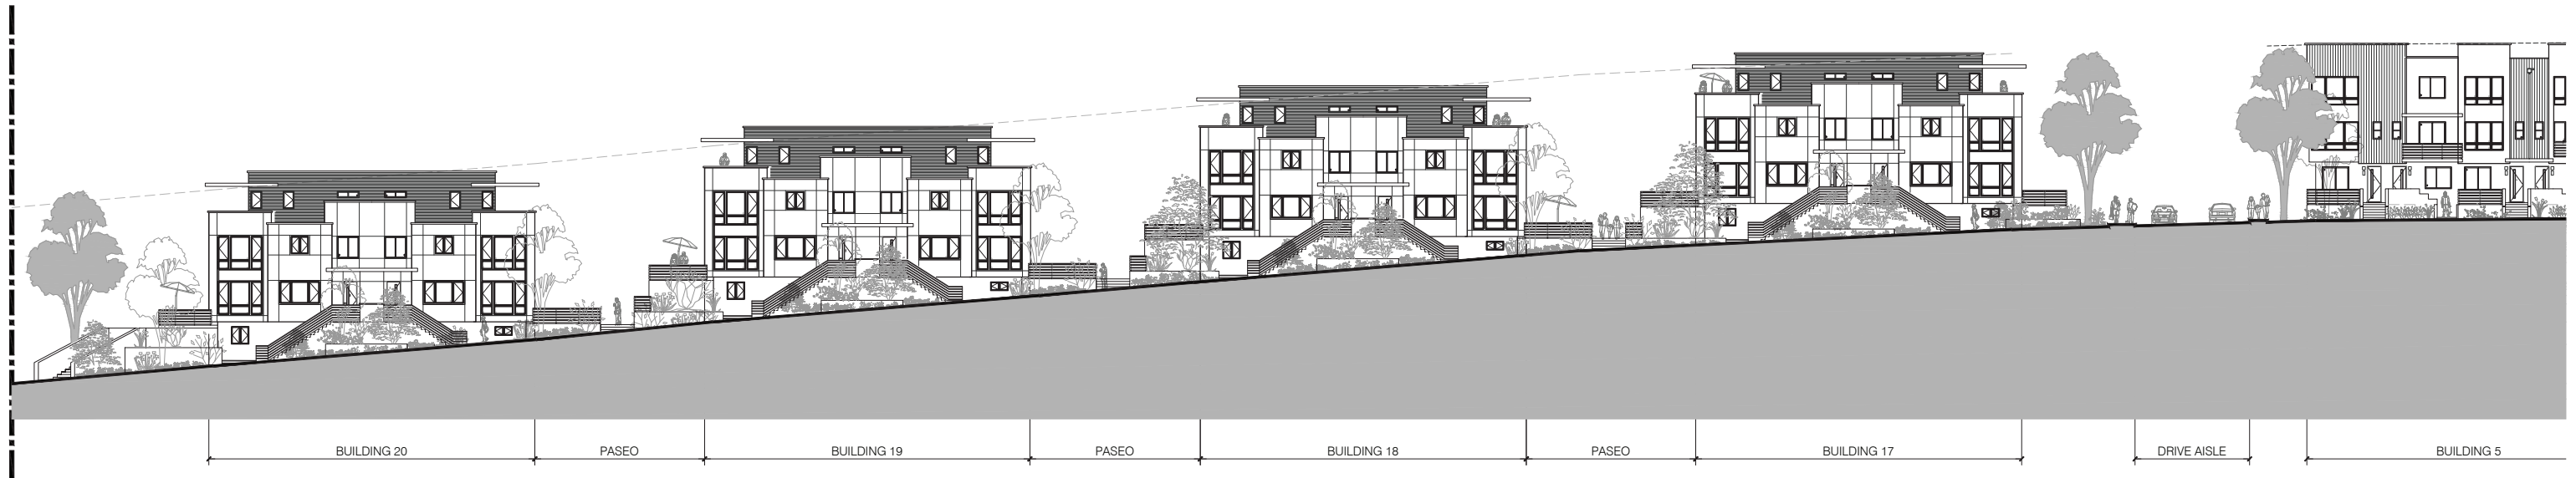 BUILDING 20
PASEO
BUILDING 19
PASEO
BUILDING 18
PASEO
BUILDING 17
DRIVE AISLE
BUILDING 5